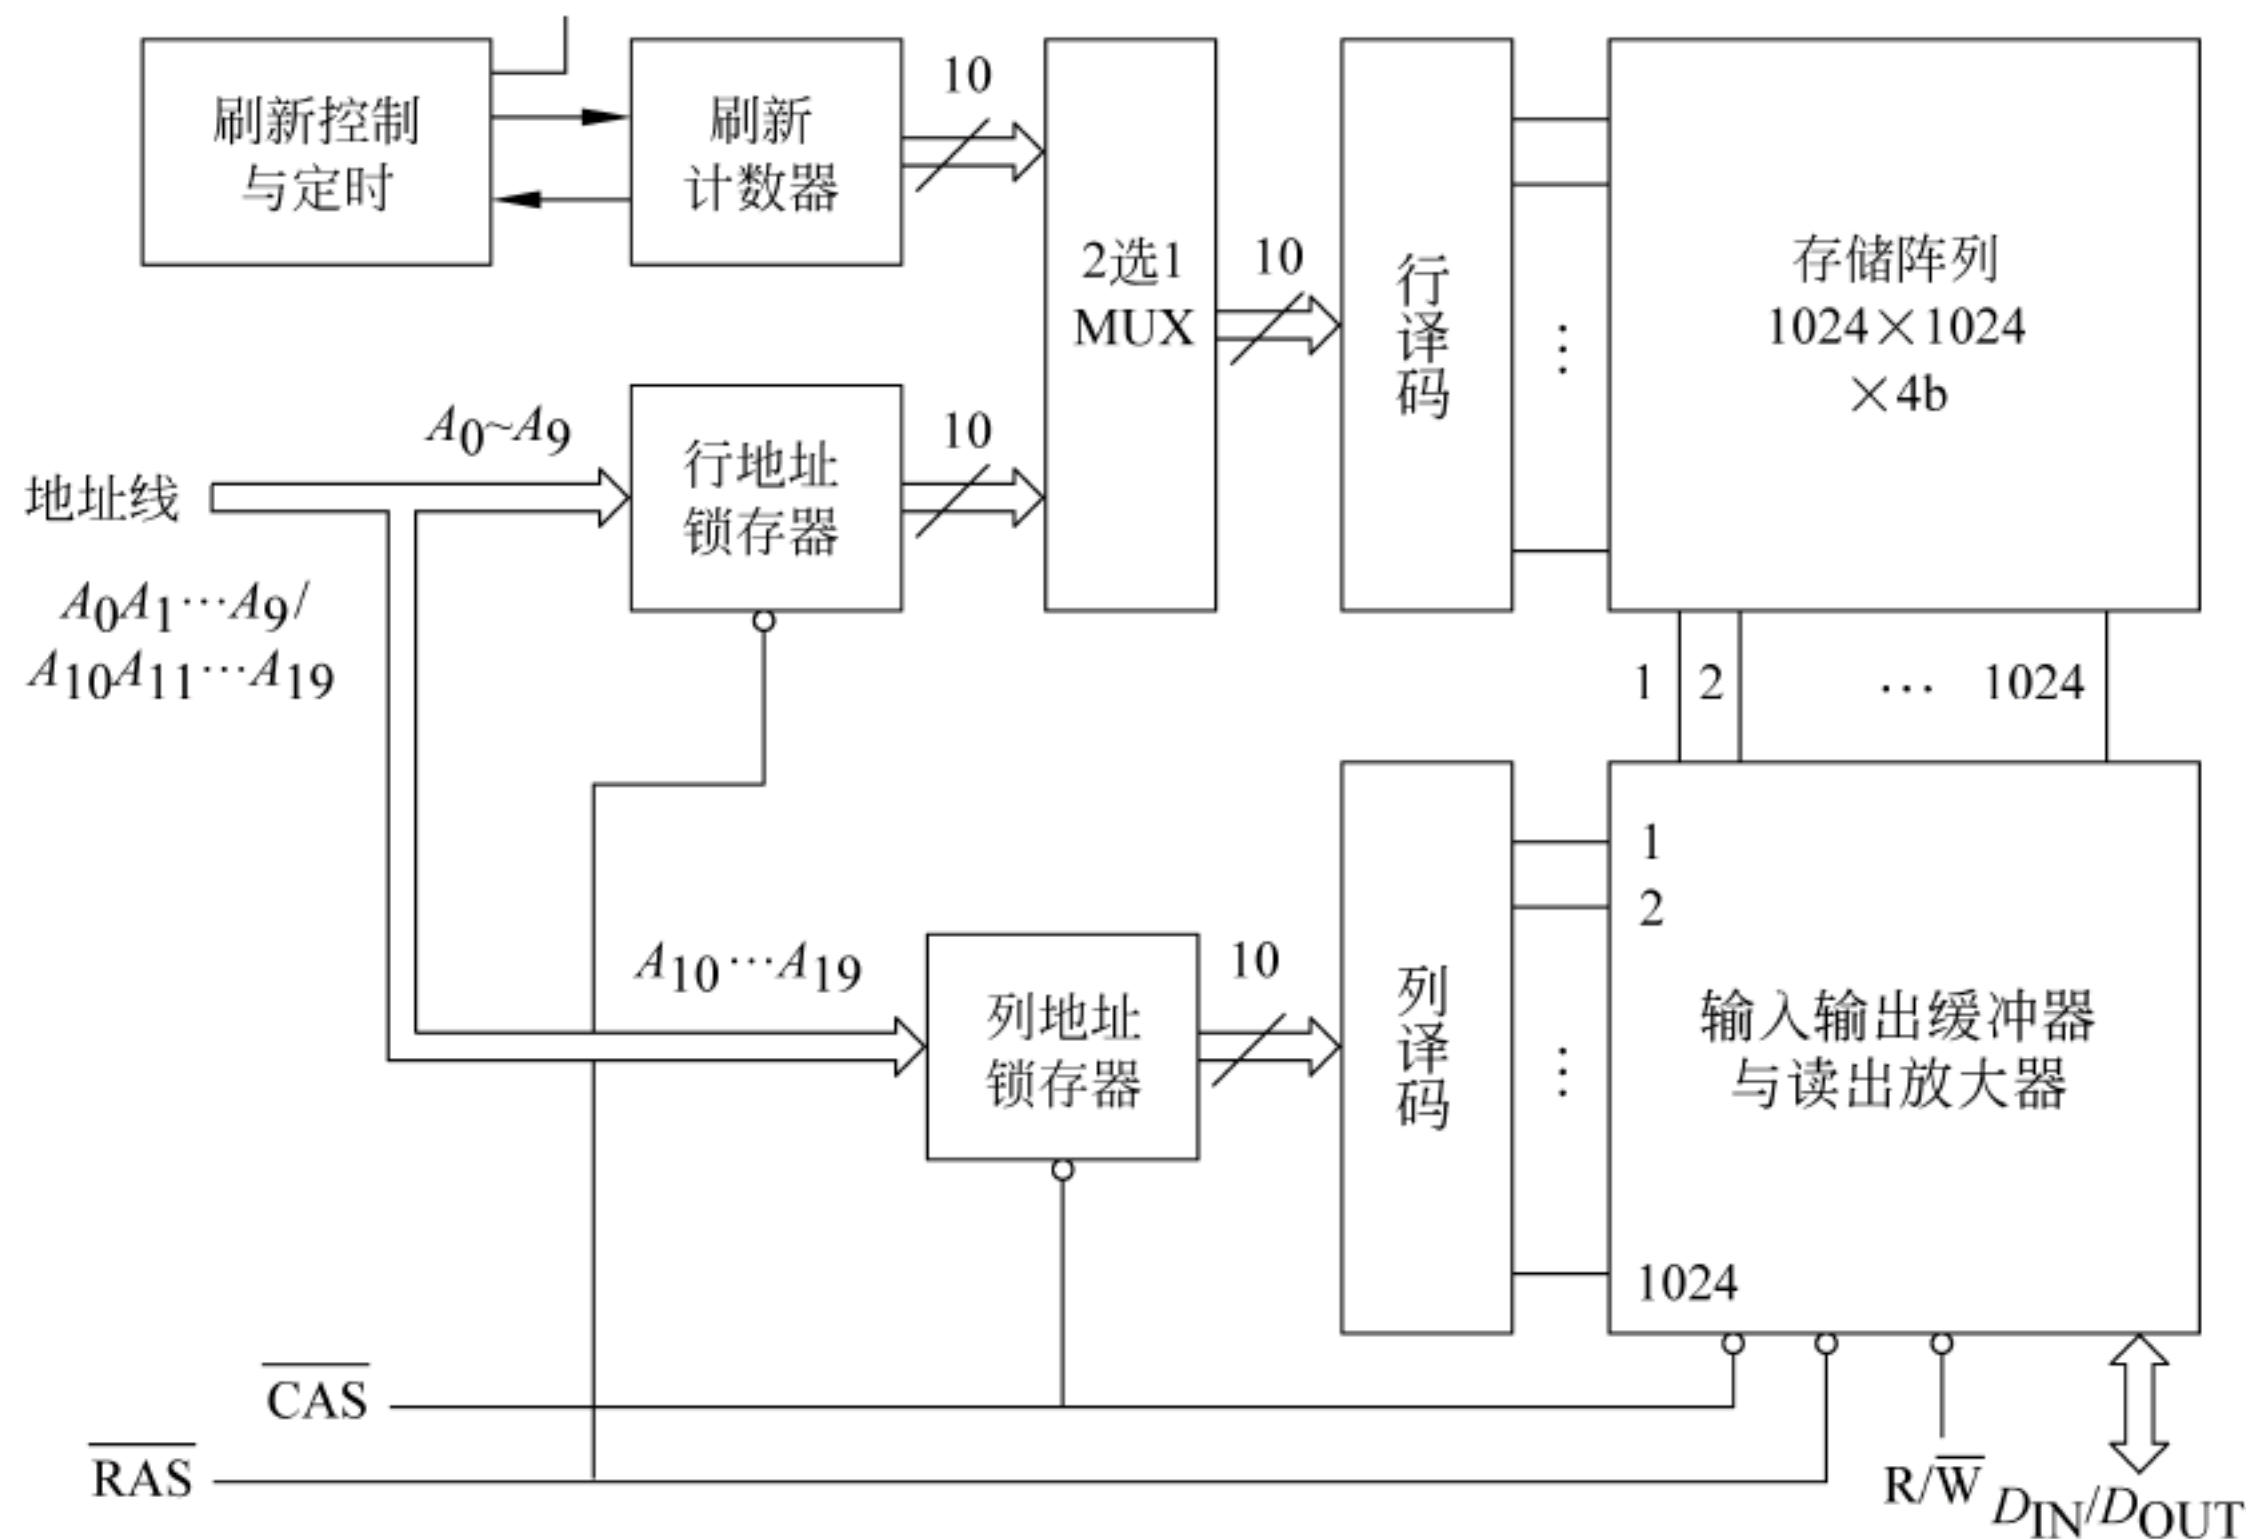 刷新控制
与定时
刷新
计数器
10
2选1
MUX
10
行译码
⋮
存储阵列
1024×1024
×4b
地址线
A0~A9
行地址
锁存器
10
A0A1…A9/
A10A11…A19
1 2 … 1024
A10…A19
列地址
锁存器
10
列译码
⋮
1
2
1024
输入输出缓冲器
与读出放大器
CAS
RAS
R/W
DIN/DOUT